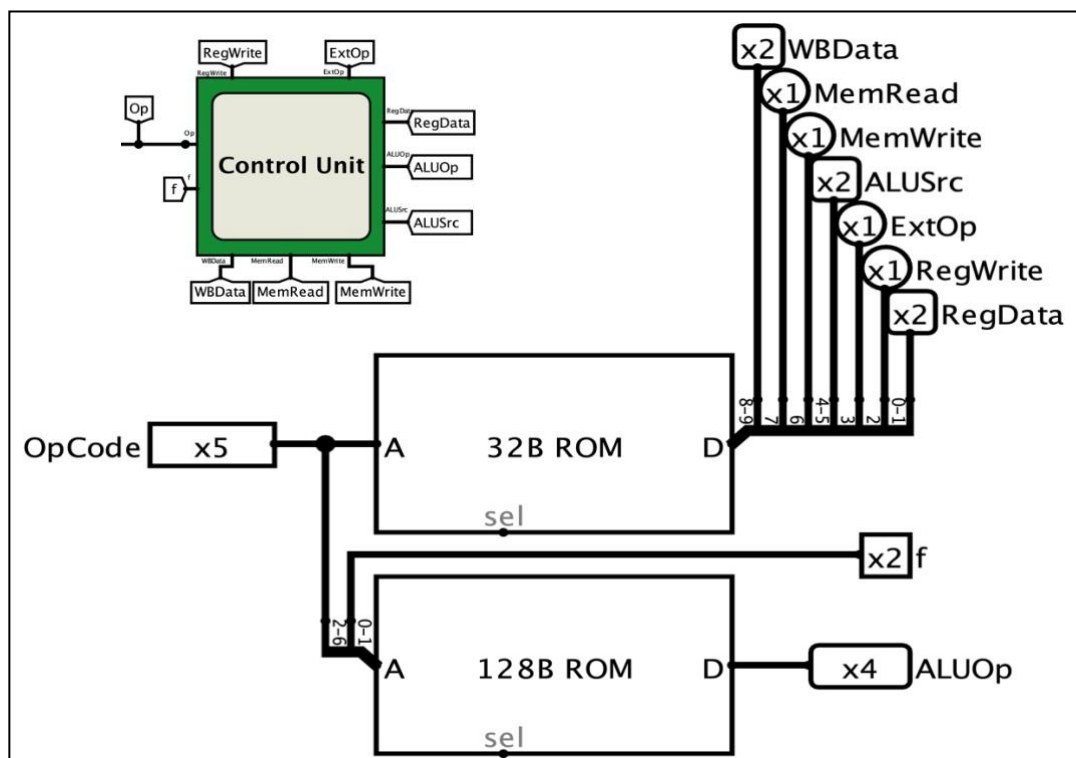 RegWrite
ExtOp
RegWrite
ExtOp
Op
Op
Control Unit
RegData
RegData
ALUOp
ALUOp
f
f
ALUSrc
ALUSrc
WBData
MemRead
MemWrite
WBData
MemRead
MemWrite
x2 WBData
x1 MemRead
x1 MemWrite
x2 ALUSrc
x1 ExtOp
x1 RegWrite
x2 RegData
8-9
7
6
4-5
3
2
0-1
OpCode x5
A 32B ROM D
sel
x2 f
2-6
0-1
A 128B ROM D
x4 ALUOp
sel